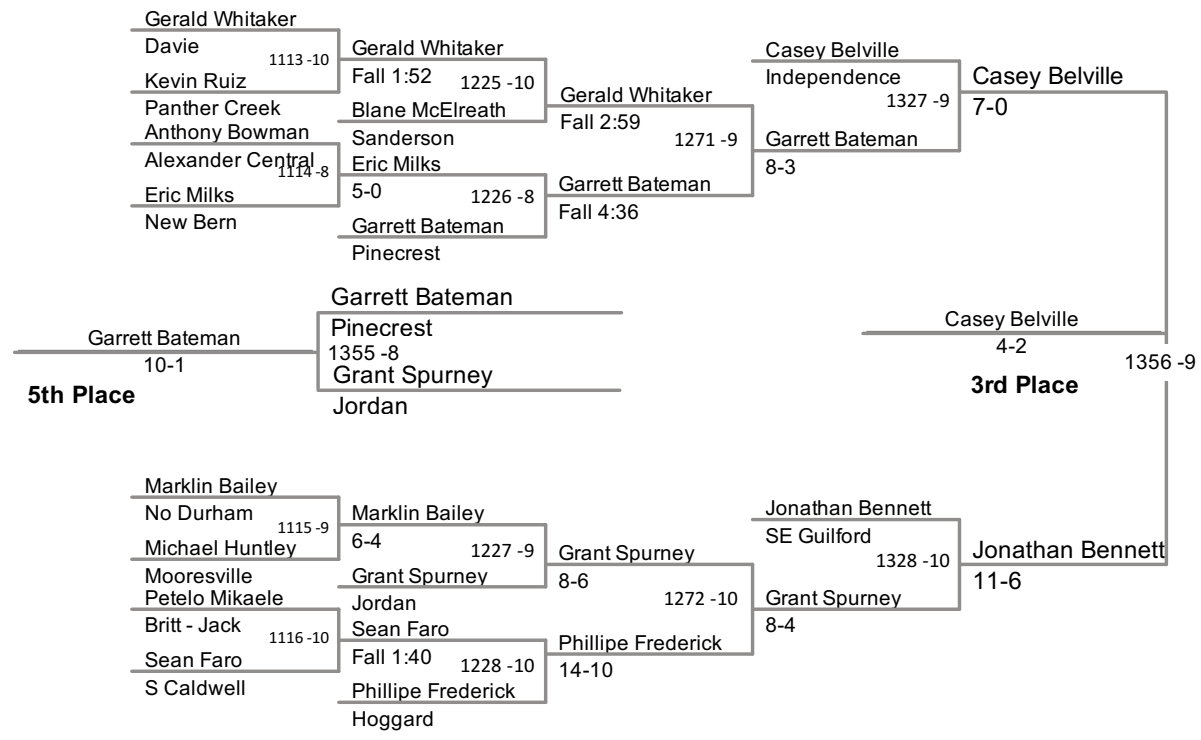 Gerald Whitaker
Davie
1113 -10
Kevin Ruiz
Panther Creek
Anthony Bowman
Alexander Central
1114 -8
Eric Milks
New Bern
Gerald Whitaker
Fall 1:52
1225 -10
Blane McElreath
Sanderson
Eric Milks
5-0
1226 -8
Garrett Bateman
Pinecrest
Gerald Whitaker
Fall 2:59
1271 -9
Garrett Bateman
Fall 4:36
Casey Belville
Independence
1327 -9
Garrett Bateman
8-3
Casey Belville
7-0
Garrett Bateman
Pinecrest
1355 -8
Grant Spurney
Jordan
Garrett Bateman
10-1
5th Place
Casey Belville
4-2
1356 -9
3rd Place
Marklin Bailey
No Durham
1115 -9
Michael Huntley
Mooresville
Petelo Mikaele
Britt - Jack
1116 -10
Sean Faro
S Caldwell
Marklin Bailey
6-4
1227 -9
Grant Spurney
Jordan
Sean Faro
Fall 1:40
1228 -10
Phillipe Frederick
Hoggard
Grant Spurney
8-6
1272 -10
Phillipe Frederick
14-10
Jonathan Bennett
SE Guilford
1328 -10
Grant Spurney
8-4
Jonathan Bennett
11-6